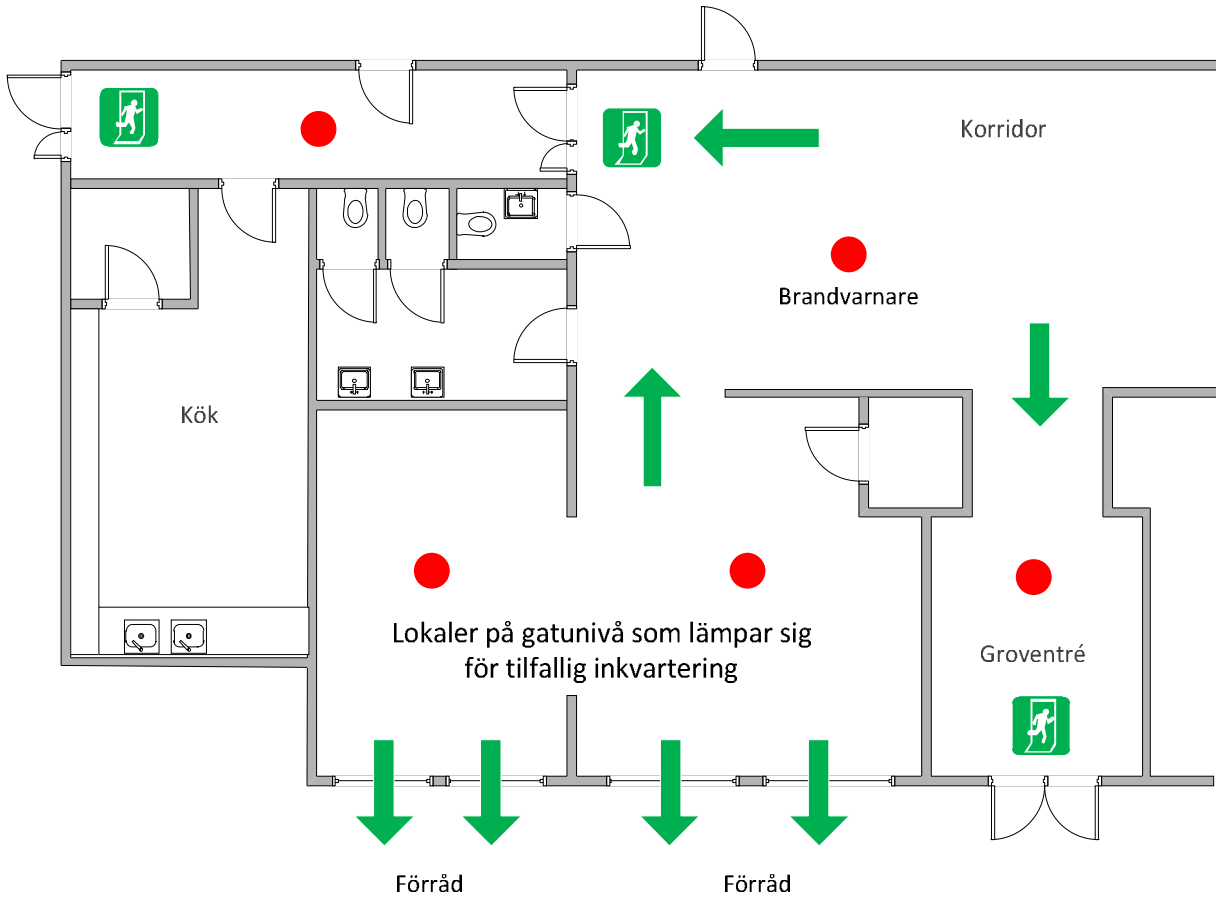 Korridor
Brandvarnare
Kök
Lokaler på gatunivå som lämpar sig
för tilfallig inkvartering
Groventré
Förråd
Förråd